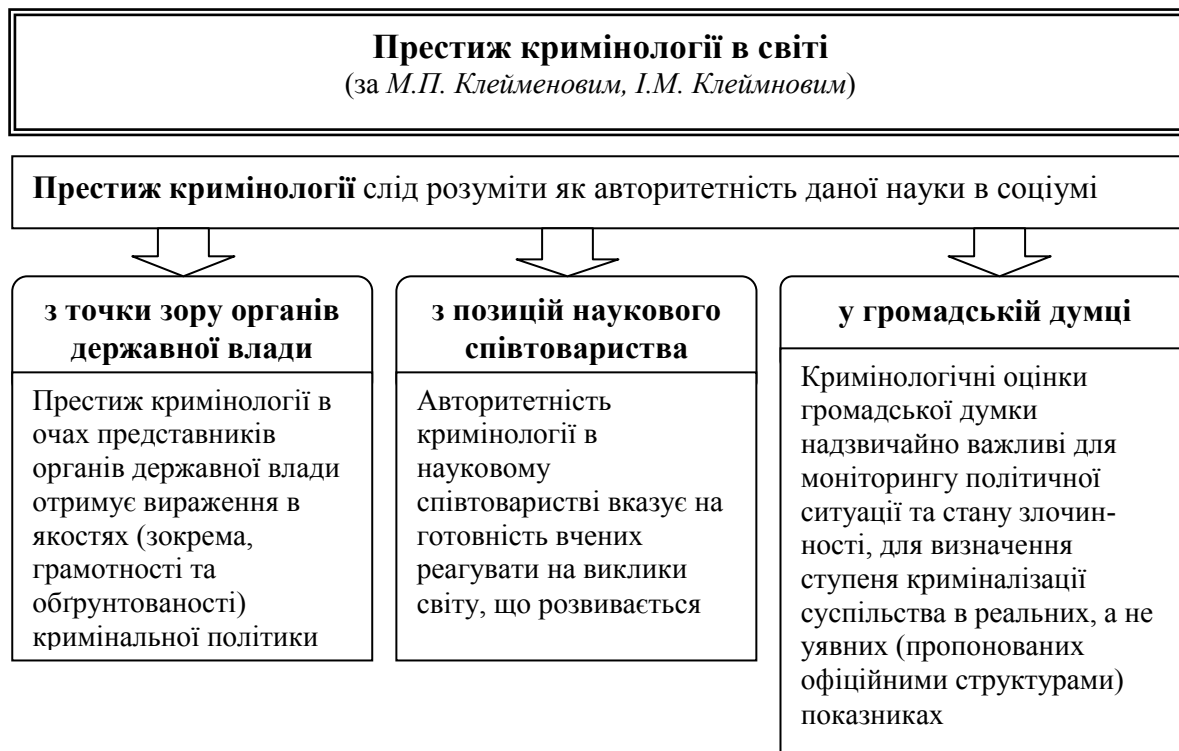 Престиж кримінології в світі
(за М.П. Клейменовим, І.М. Клеймновим)
Престиж кримінології слід розуміти як авторитетність даної науки в соціумі
з точки зору органів
державної влади
Престиж кримінології в
очах представників
органів державної влади
отримує вираження в
якостях (зокрема,
грамотності та
обґрунтованості)
кримінальної політики
з позицій наукового
співтовариства
Авторитетність
кримінології в
науковому
співтоваристві вказує на
готовність вчених
реагувати на виклики
світу, що розвивається
у громадській думці
Кримінологічні оцінки
громадської думки
надзвичайно важливі для
моніторингу політичної
ситуації та стану злочин-
ності, для визначення
ступеня криміналізації
суспільства в реальних, а не
уявних (пропонованих
офіційними структурами)
показниках